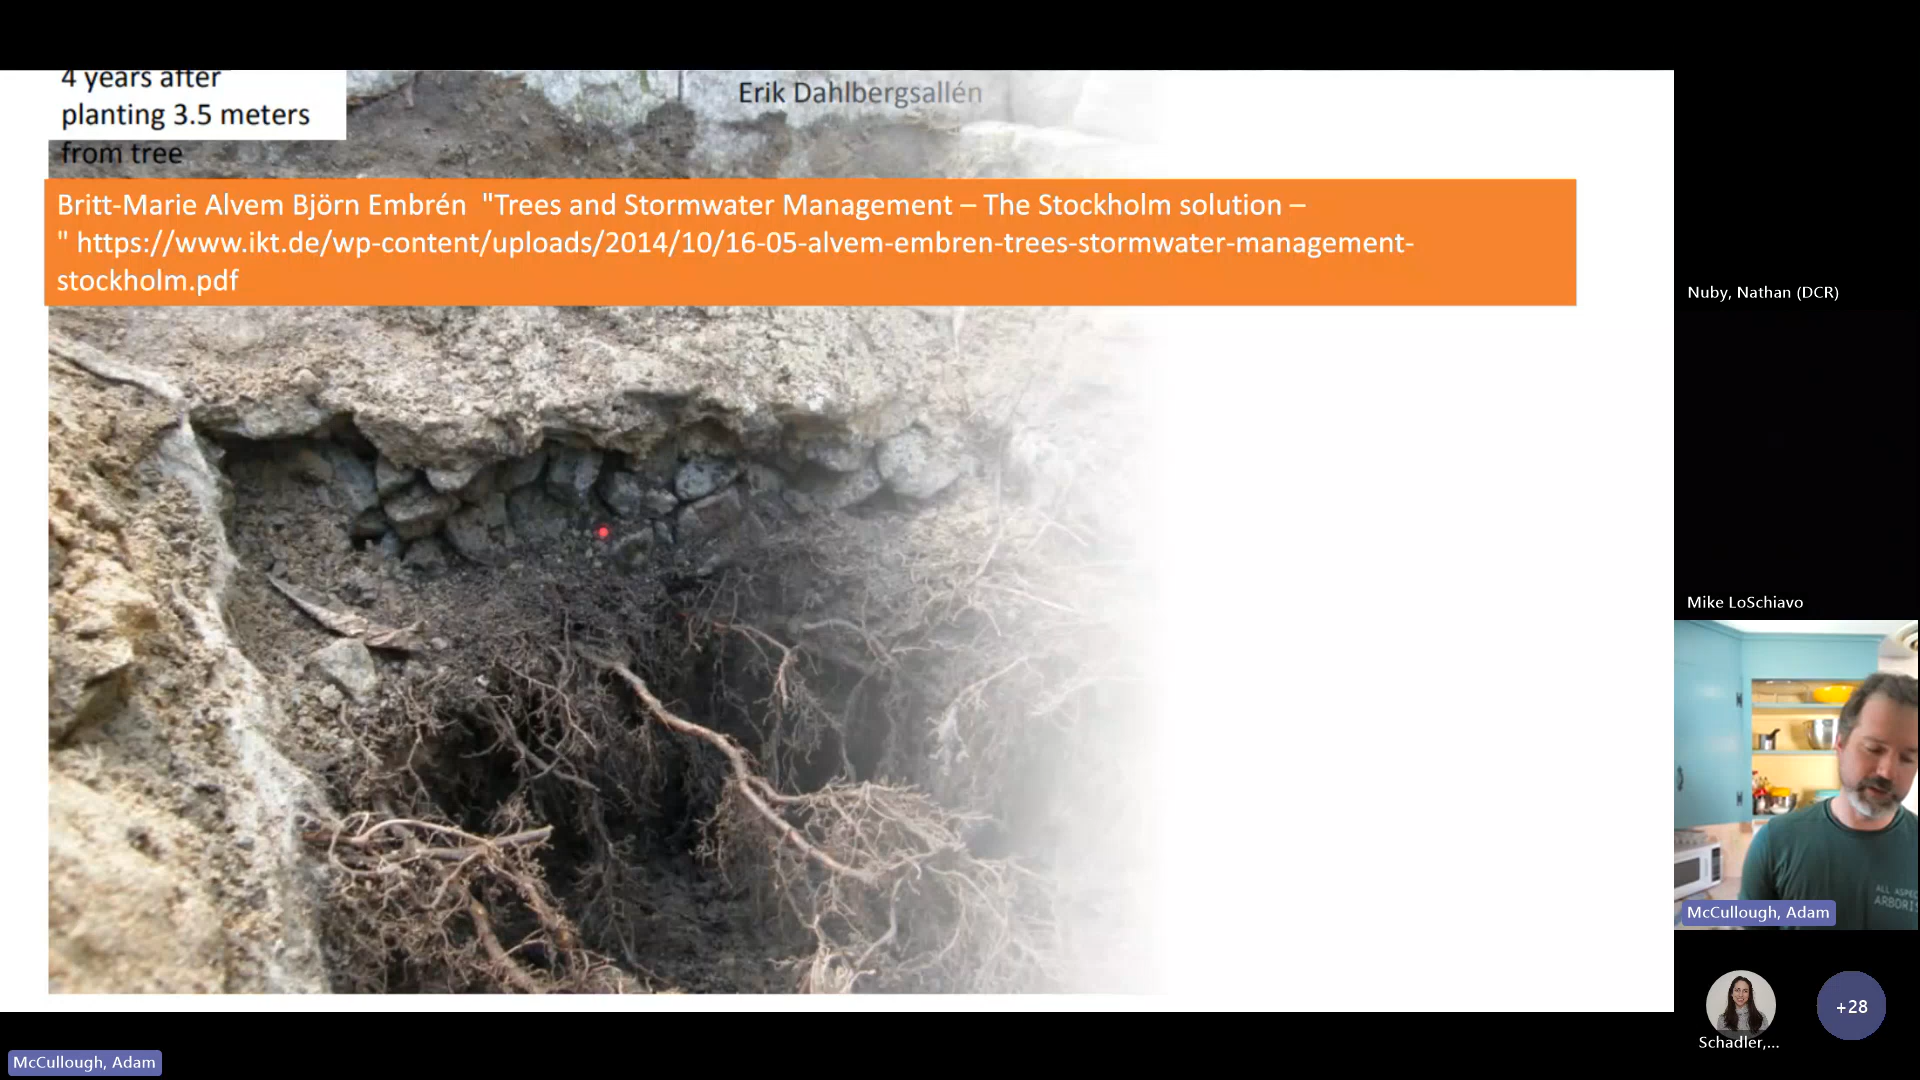 4 years after
planting 3.5 meters
from tree
Erik Dahlbergsallén
Britt-Marie Alvem Björn Embrén "Trees and Stormwater Management – The Stockholm solution –
" https://www.ikt.de/wp-content/uploads/2014/10/16-05-alvem-embren-trees-stormwater-management-
stockholm.pdf
Nuby, Nathan (DCR)
Mike LoSchiavo
ALL
McCullough, Adam
+28
Schadler,...
McCullough, Adam